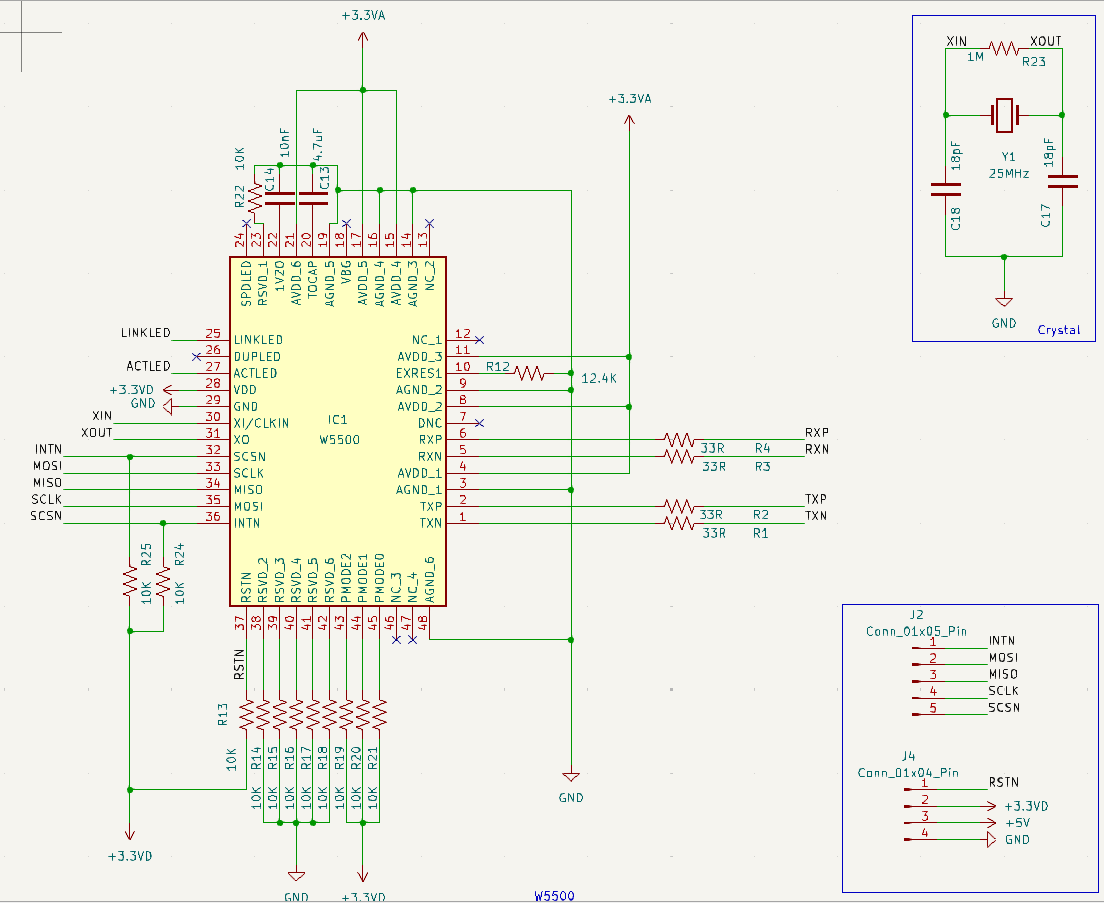 +3.3VA
XIN
XOUT
1M
R23
18pF
Y1
25MHz
18pF
C18
C17
GND
Crystal
+3.3VA
10K
10nF
4.7uF
R22
C14
C13
24
23
22
21
20
19
18
17
16
15
14
13
SPDLED
RSVD_1
1V2O
AVDD_6
TOCAP
AGND_5
VBG
AVDD_5
AGND_4
AVDD_4
AGND_3
NC_2
LINKLED 25 LINKLED
26 DUPLED
ACTLED 27 ACTLED
+3.3VD 28 VDD
GND 29 GND
XIN 30 XI/CLKIN
XOUT 31 XO
INTN 32 SCSN
MOSI 33 SCLK
MISO 34 MISO
SCLK 35 MOSI
SCSN 36 INTN
IC1
W5500
NC_1 12
AVDD_3 11
EXRES1 10 R12 12.4K
AGND_2 9
AVDD_2 8
DNC 7
RXP 6 33R R4 RXP
RXN 5 33R R3 RXN
AVDD_1 4
AGND_1 3
TXP 2 33R R2 TXP
TXN 1 33R R1 TXN
RSTN
RSVD_2
RSVD_3
RSVD_4
RSVD_5
RSVD_6
PMODE2
PMODE1
PMODE0
NC_3
NC_4
AGND_6
37
38
39
40
41
42
43
44
45
46
47
48
R25
10K
R24
10K
RSTN
R13
10K
R14
10K
R15
10K
R16
10K
R17
10K
R18
10K
R19
10K
R20
10K
R21
10K
+3.3VD
GND
+3.3VD
GND
W5500
J2
Conn_01x05_Pin
1 INTN
2 MOSI
3 MISO
4 SCLK
5 SCSN
J4
Conn_01x04_Pin
1 RSTN
2 +3.3VD
3 +5V
4 GND